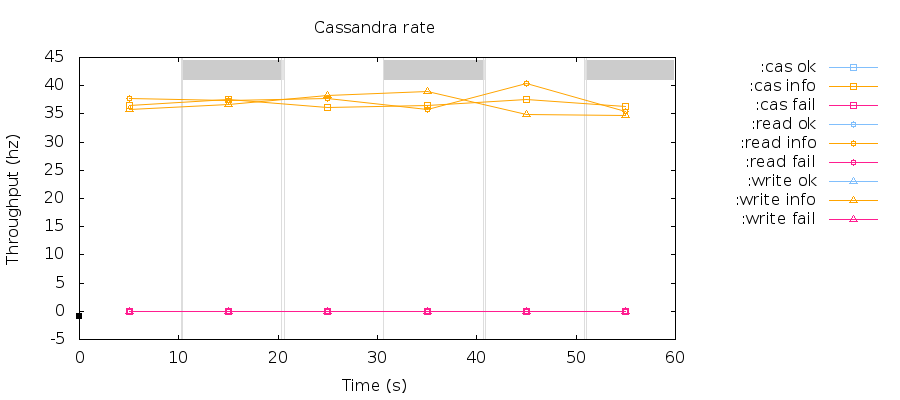 Cassandra rate
45
40
35
30
25
20
15
10
5
0
-5
0 10 20 30 40 50 60
Time (s)
Throughput (hz)
:cas ok
:cas info
:cas fail
:read ok
:read info
:read fail
:write ok
:write info
:write fail